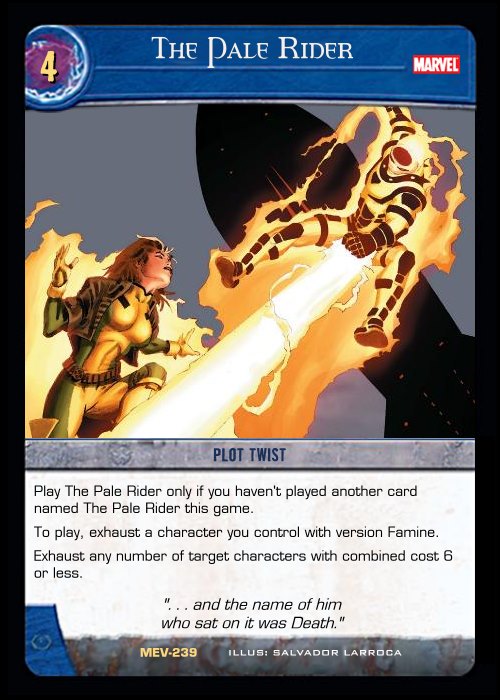 4
The Pale Rider
MARVEL
PLOT TWIST
Play The Pale Rider only if you haven't played another card
named The Pale Rider this game.
To play, exhaust a character you control with version Famine.
Exhaust any number of target characters with combined cost 6
or less.
". . . and the name of him
who sat on it was Death."
MEV-239 ILLUS: SALVADOR LARROCA